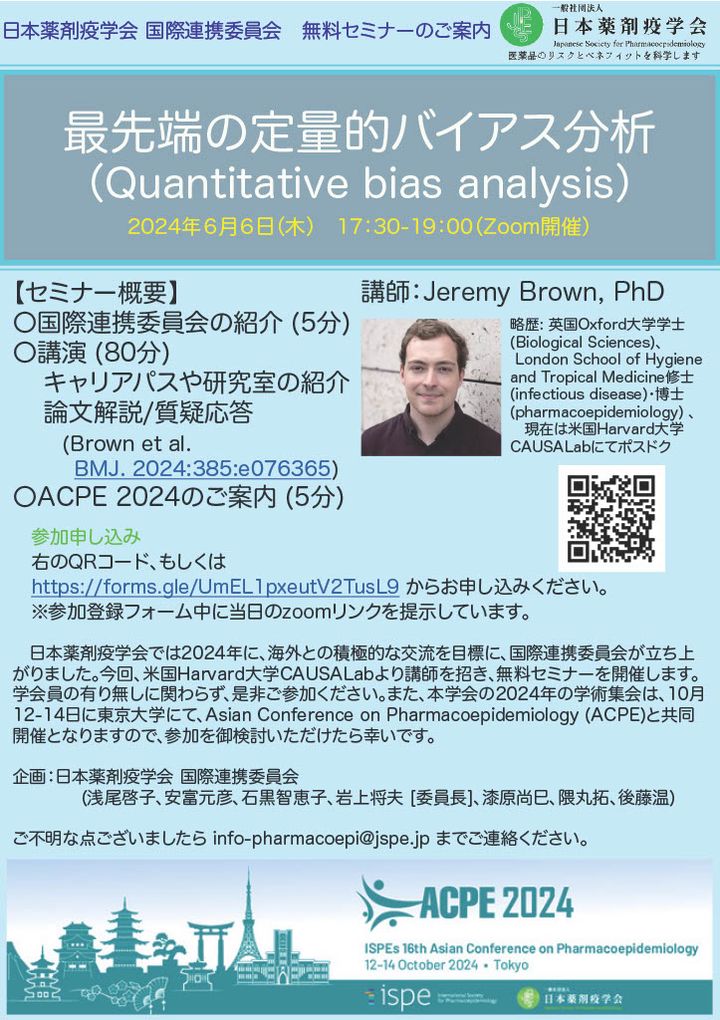 日本薬剤疫学会 国際連携委員会　無料セミナーのご案内
一般社団法人
日本薬剤疫学会
Japanese Society for Pharmacoepidemiology
医薬品のリスクとベネフィットを科学します
最先端の定量的バイアス分析
（Quantitative bias analysis）
2024年６月６日(木)　17：30-19：00（Zoom開催）
【セミナー概要】
〇国際連携委員会の紹介 (5分)
〇講演 (80分)
キャリアパスや研究室の紹介
論文解説/質疑応答
(Brown et al.
BMJ. 2024:385:e076365)
〇ACPE 2024のご案内 (5分)
講師：Jeremy Brown, PhD
略歴: 英国Oxford大学学士
(Biological Sciences)、
London School of Hygiene
and Tropical Medicine修士
(infectious disease)・博士
(pharmacoepidemiology) 、
現在は米国Harvard大学
CAUSALabにてポスドク
参加申し込み
右のQRコード、もしくは
https://forms.gle/UmEL1pxeutV2TusL9 からお申し込みください。
※参加登録フォーム中に当日のzoomリンクを提示しています。
日本薬剤疫学会では2024年に、海外との積極的な交流を目標に、国際連携委員会が立ち上
がりました。今回、米国Harvard大学CAUSALabより講師を招き、無料セミナーを開催します。
学会員の有り無しに関わらず、是非ご参加ください。また、本学会の2024年の学術集会は、10月
12-14日に東京大学にて、Asian Conference on Pharmacoepidemiology (ACPE)と共同
開催となりますので、参加を御検討いただけたら幸いです。
企画：日本薬剤疫学会 国際連携委員会
(浅尾啓子、安富元彦、石黒智恵子、岩上将夫 [委員長]、漆原尚巳、隈丸拓、後藤温)
ご不明な点ございましたら info-pharmacoepi@jspe.jp までご連絡ください。
ACPE 2024
ISPEs 16th Asian Conference on Pharmacoepidemiology
12-14 October 2024 • Tokyo
ispe
International Society
for Pharmacoepidemiology
一般社団法人
日本薬剤疫学会